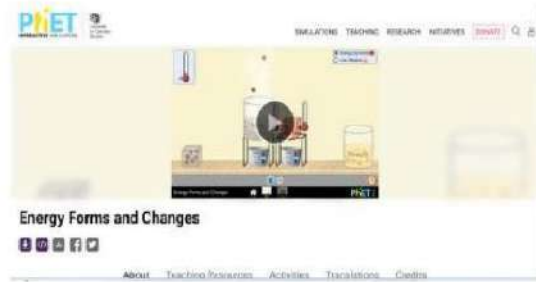 PhET
SIMULATIONS TEACHING RESEARCH INITIATIVES DONATE
Energy Forms and Changes
PhET
Energy Forms and Changes
About Teaching Resources Activities Translations Credits